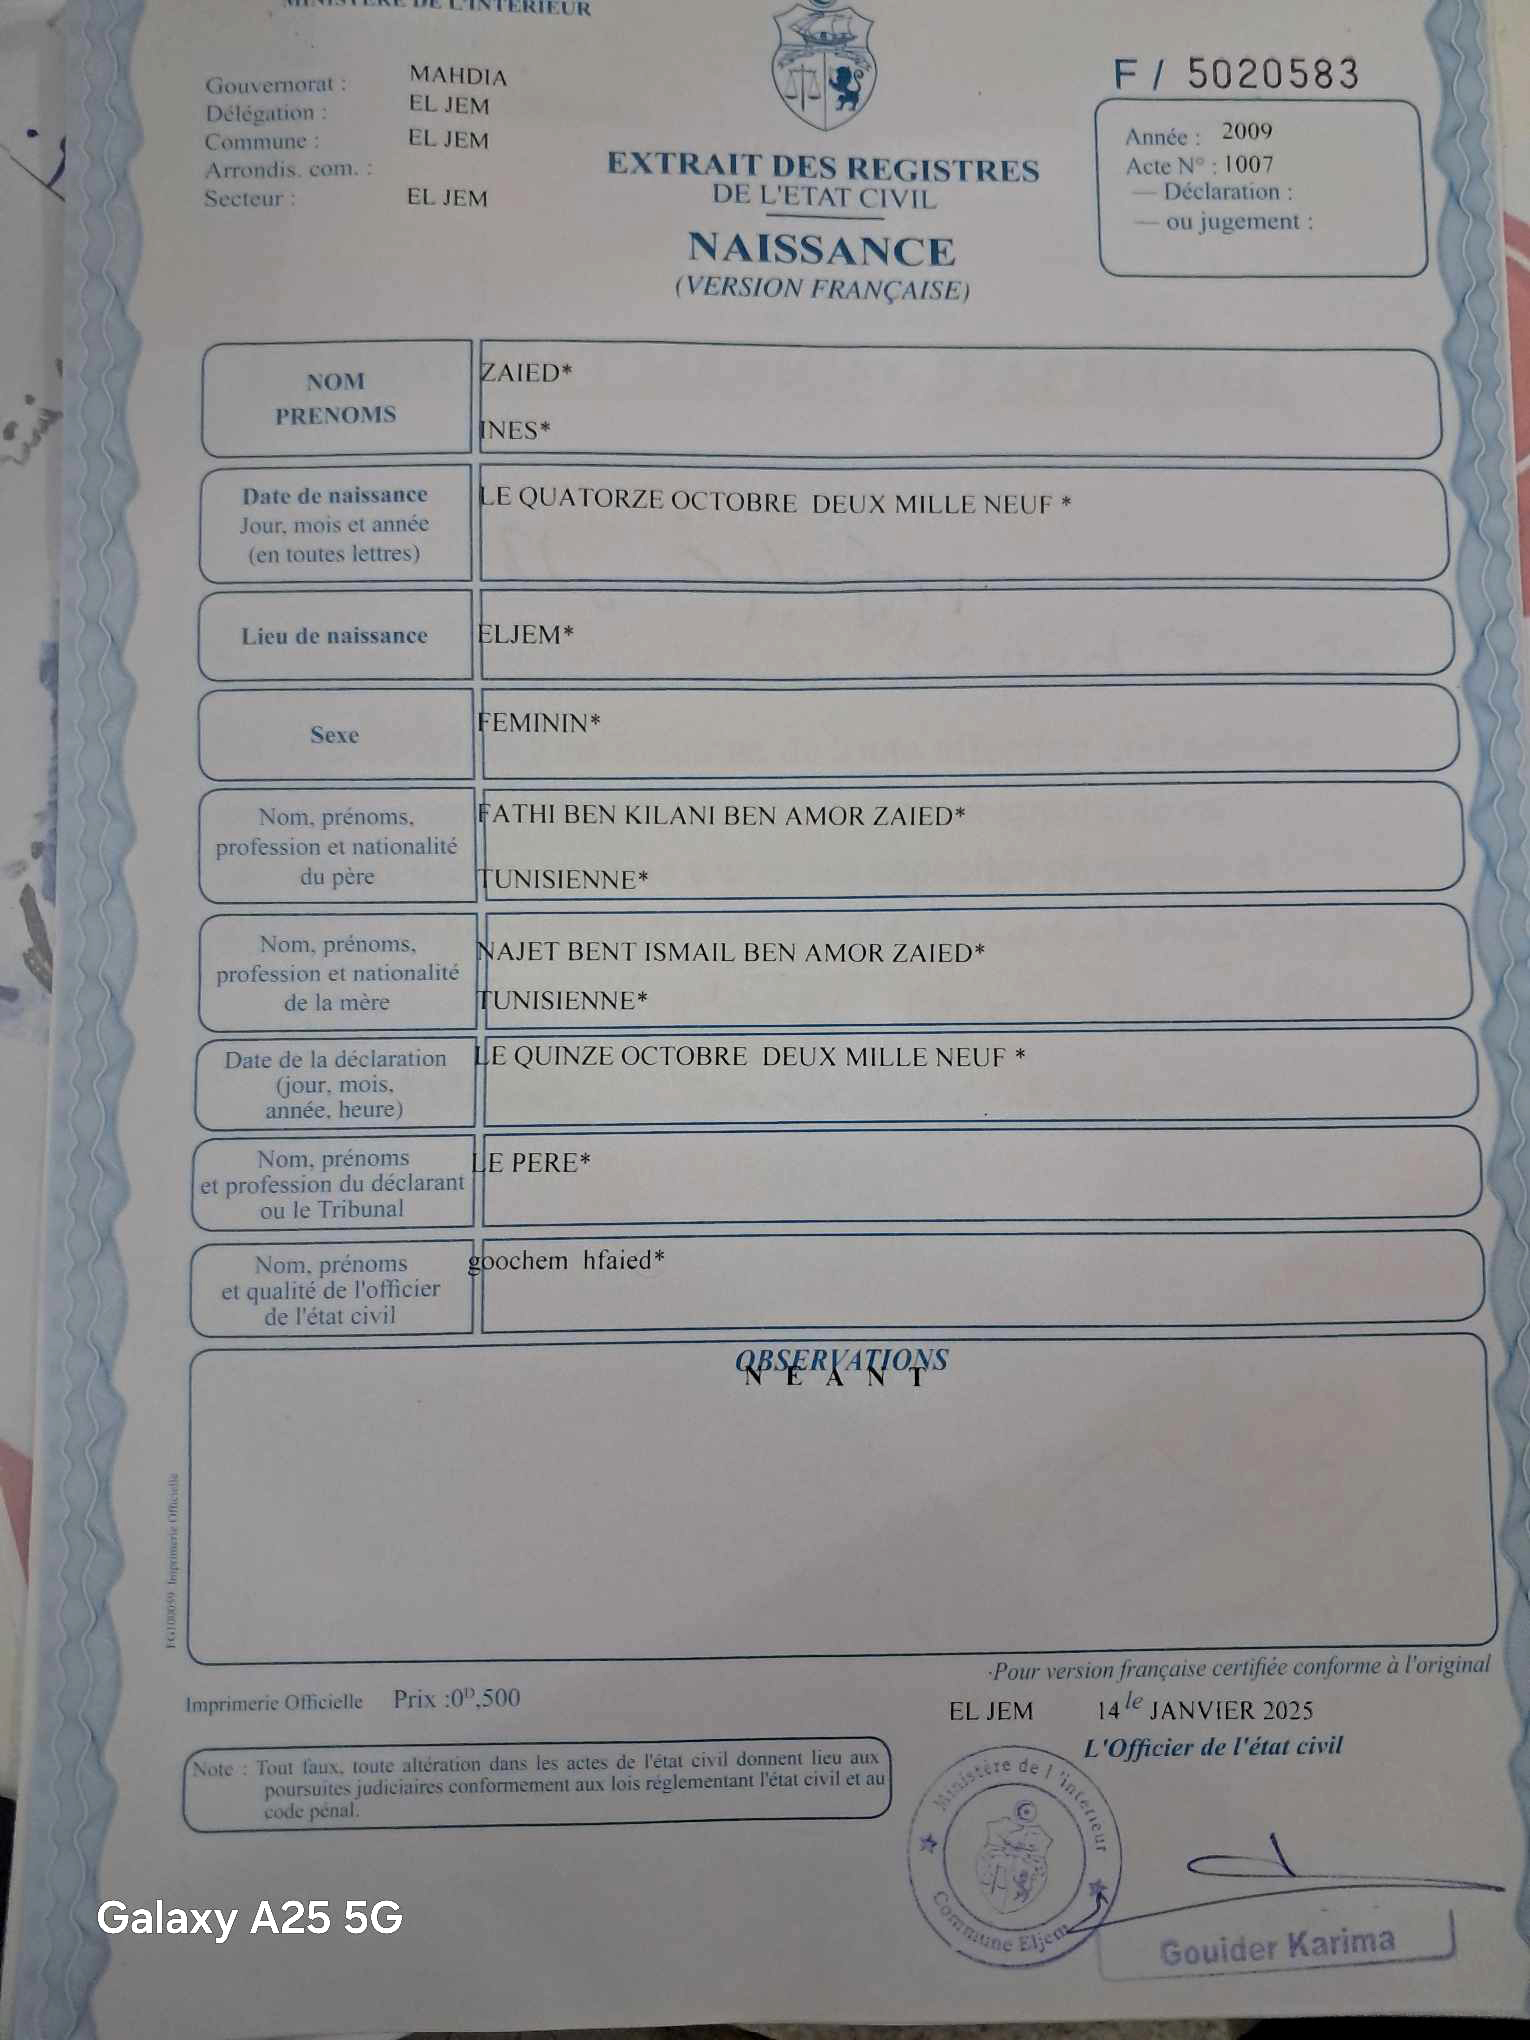 MINISTERE DE L'INTERIEUR
Gouvernorat : MAHDIA
Délégation : EL JEM
Commune : EL JEM
Arrondis. com. :
Secteur : EL JEM
EXTRAIT DES REGISTRES
DE L'ETAT CIVIL
NAISSANCE
(VERSION FRANÇAISE)
F / 5020583
Année : 2009
Acte N° : 1007
— Déclaration :
— ou jugement :
NOM
PRENOMS
ZAIED*
INES*
Date de naissance
Jour, mois et année
(en toutes lettres)
LE QUATORZE OCTOBRE DEUX MILLE NEUF *
Lieu de naissance
ELJEM*
Sexe
FEMININ*
Nom, prénoms,
profession et nationalité
du père
FATHI BEN KILANI BEN AMOR ZAIED*
TUNISIENNE*
Nom, prénoms,
profession et nationalité
de la mère
NAJET BENT ISMAIL BEN AMOR ZAIED*
TUNISIENNE*
Date de la déclaration
(jour, mois,
année, heure)
LE QUINZE OCTOBRE DEUX MILLE NEUF *
Nom, prénoms
et profession du déclarant
ou le Tribunal
LE PERE*
Nom, prénoms
et qualité de l'officier
de l'état civil
goochem hfaied*
OBSERVATIONS
N E A N T
EG100059 Imprimerie Officielle
Pour version française certifiée conforme à l'original
Imprimerie Officielle Prix :0ᴰ,500
EL JEM 14 le JANVIER 2025
L'Officier de l'état civil
Note : Tout faux, toute altération dans les actes de l'état civil donnent lieu aux
poursuites judiciaires conformement aux lois réglementant l'état civil et au
code pénal.
Ministère de l'intérieur
Commune Eljem
Gouider Karima
Galaxy A25 5G